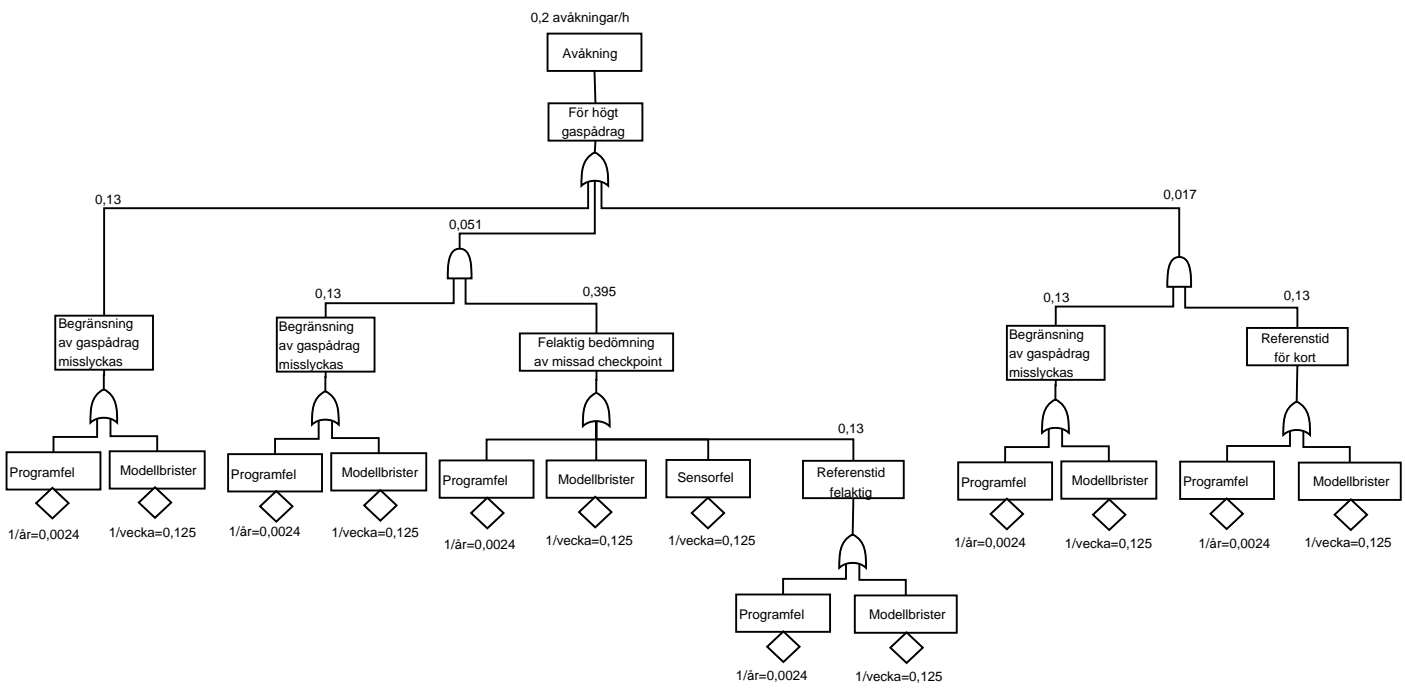 0,2 avåkningar/h
Avåkning
För högt
gaspådrag
0,13
0,051
0,017
0,13
0,395
0,13
0,13
Begränsning
av gaspådrag
misslyckas
Begränsning
av gaspådrag
misslyckas
Felaktig bedömning
av missad checkpoint
Begränsning
av gaspådrag
misslyckas
Referenstid
för kort
0,13
Programfel
Modellbrister
Programfel
Modellbrister
Programfel
Modellbrister
Sensorfel
Referenstid
felaktig
Programfel
Modellbrister
Programfel
Modellbrister
1/år=0,0024
1/vecka=0,125
1/år=0,0024
1/vecka=0,125
1/år=0,0024
1/vecka=0,125
1/vecka=0,125
1/år=0,0024
1/vecka=0,125
1/år=0,0024
1/vecka=0,125
Programfel
Modellbrister
1/år=0,0024
1/vecka=0,125